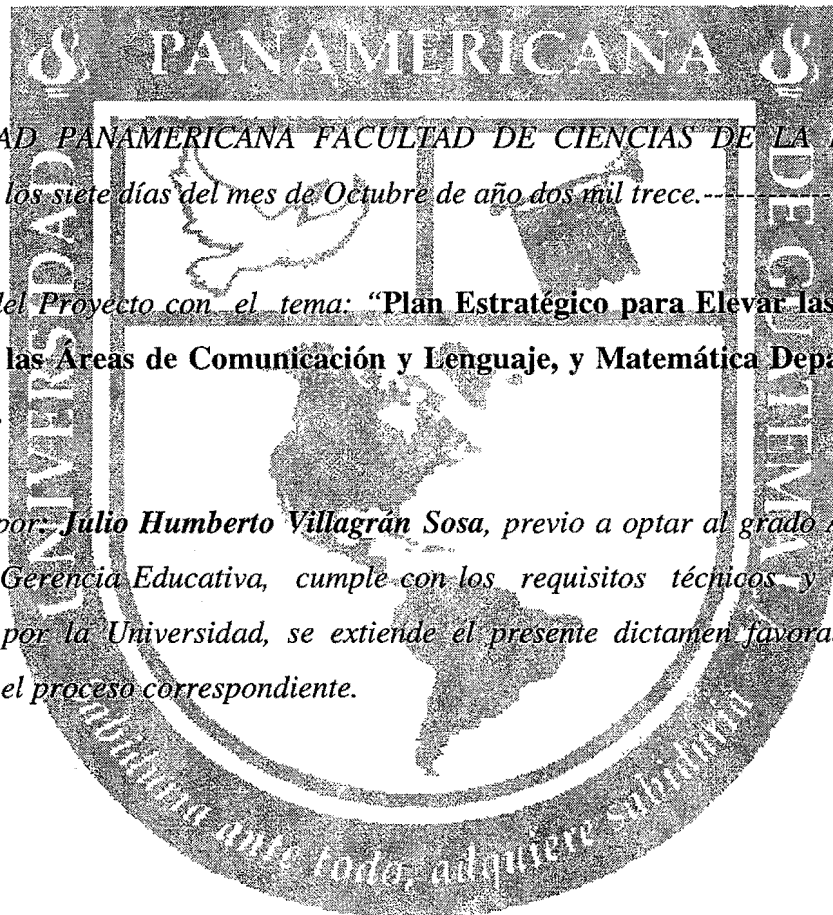 PANAMERICANA
UNIVERSIDAD
DE GUATEMALA
AD PANAMERICANA FACULTAD DE CIENCIAS DE LA
los siete días del mes de Octubre de año dos mil trece.-----------
del Proyecto con el tema: “Plan Estratégico para Elevar las
las Áreas de Comunicación y Lenguaje, y Matemática Depa
por: Julio Humberto Villagrán Sosa, previo a optar al grado
Gerencia Educativa, cumple con los requisitos técnicos y
por la Universidad, se extiende el presente dictamen favora
el proceso correspondiente.
Sabiduría ante todo, adquiere sabiduría